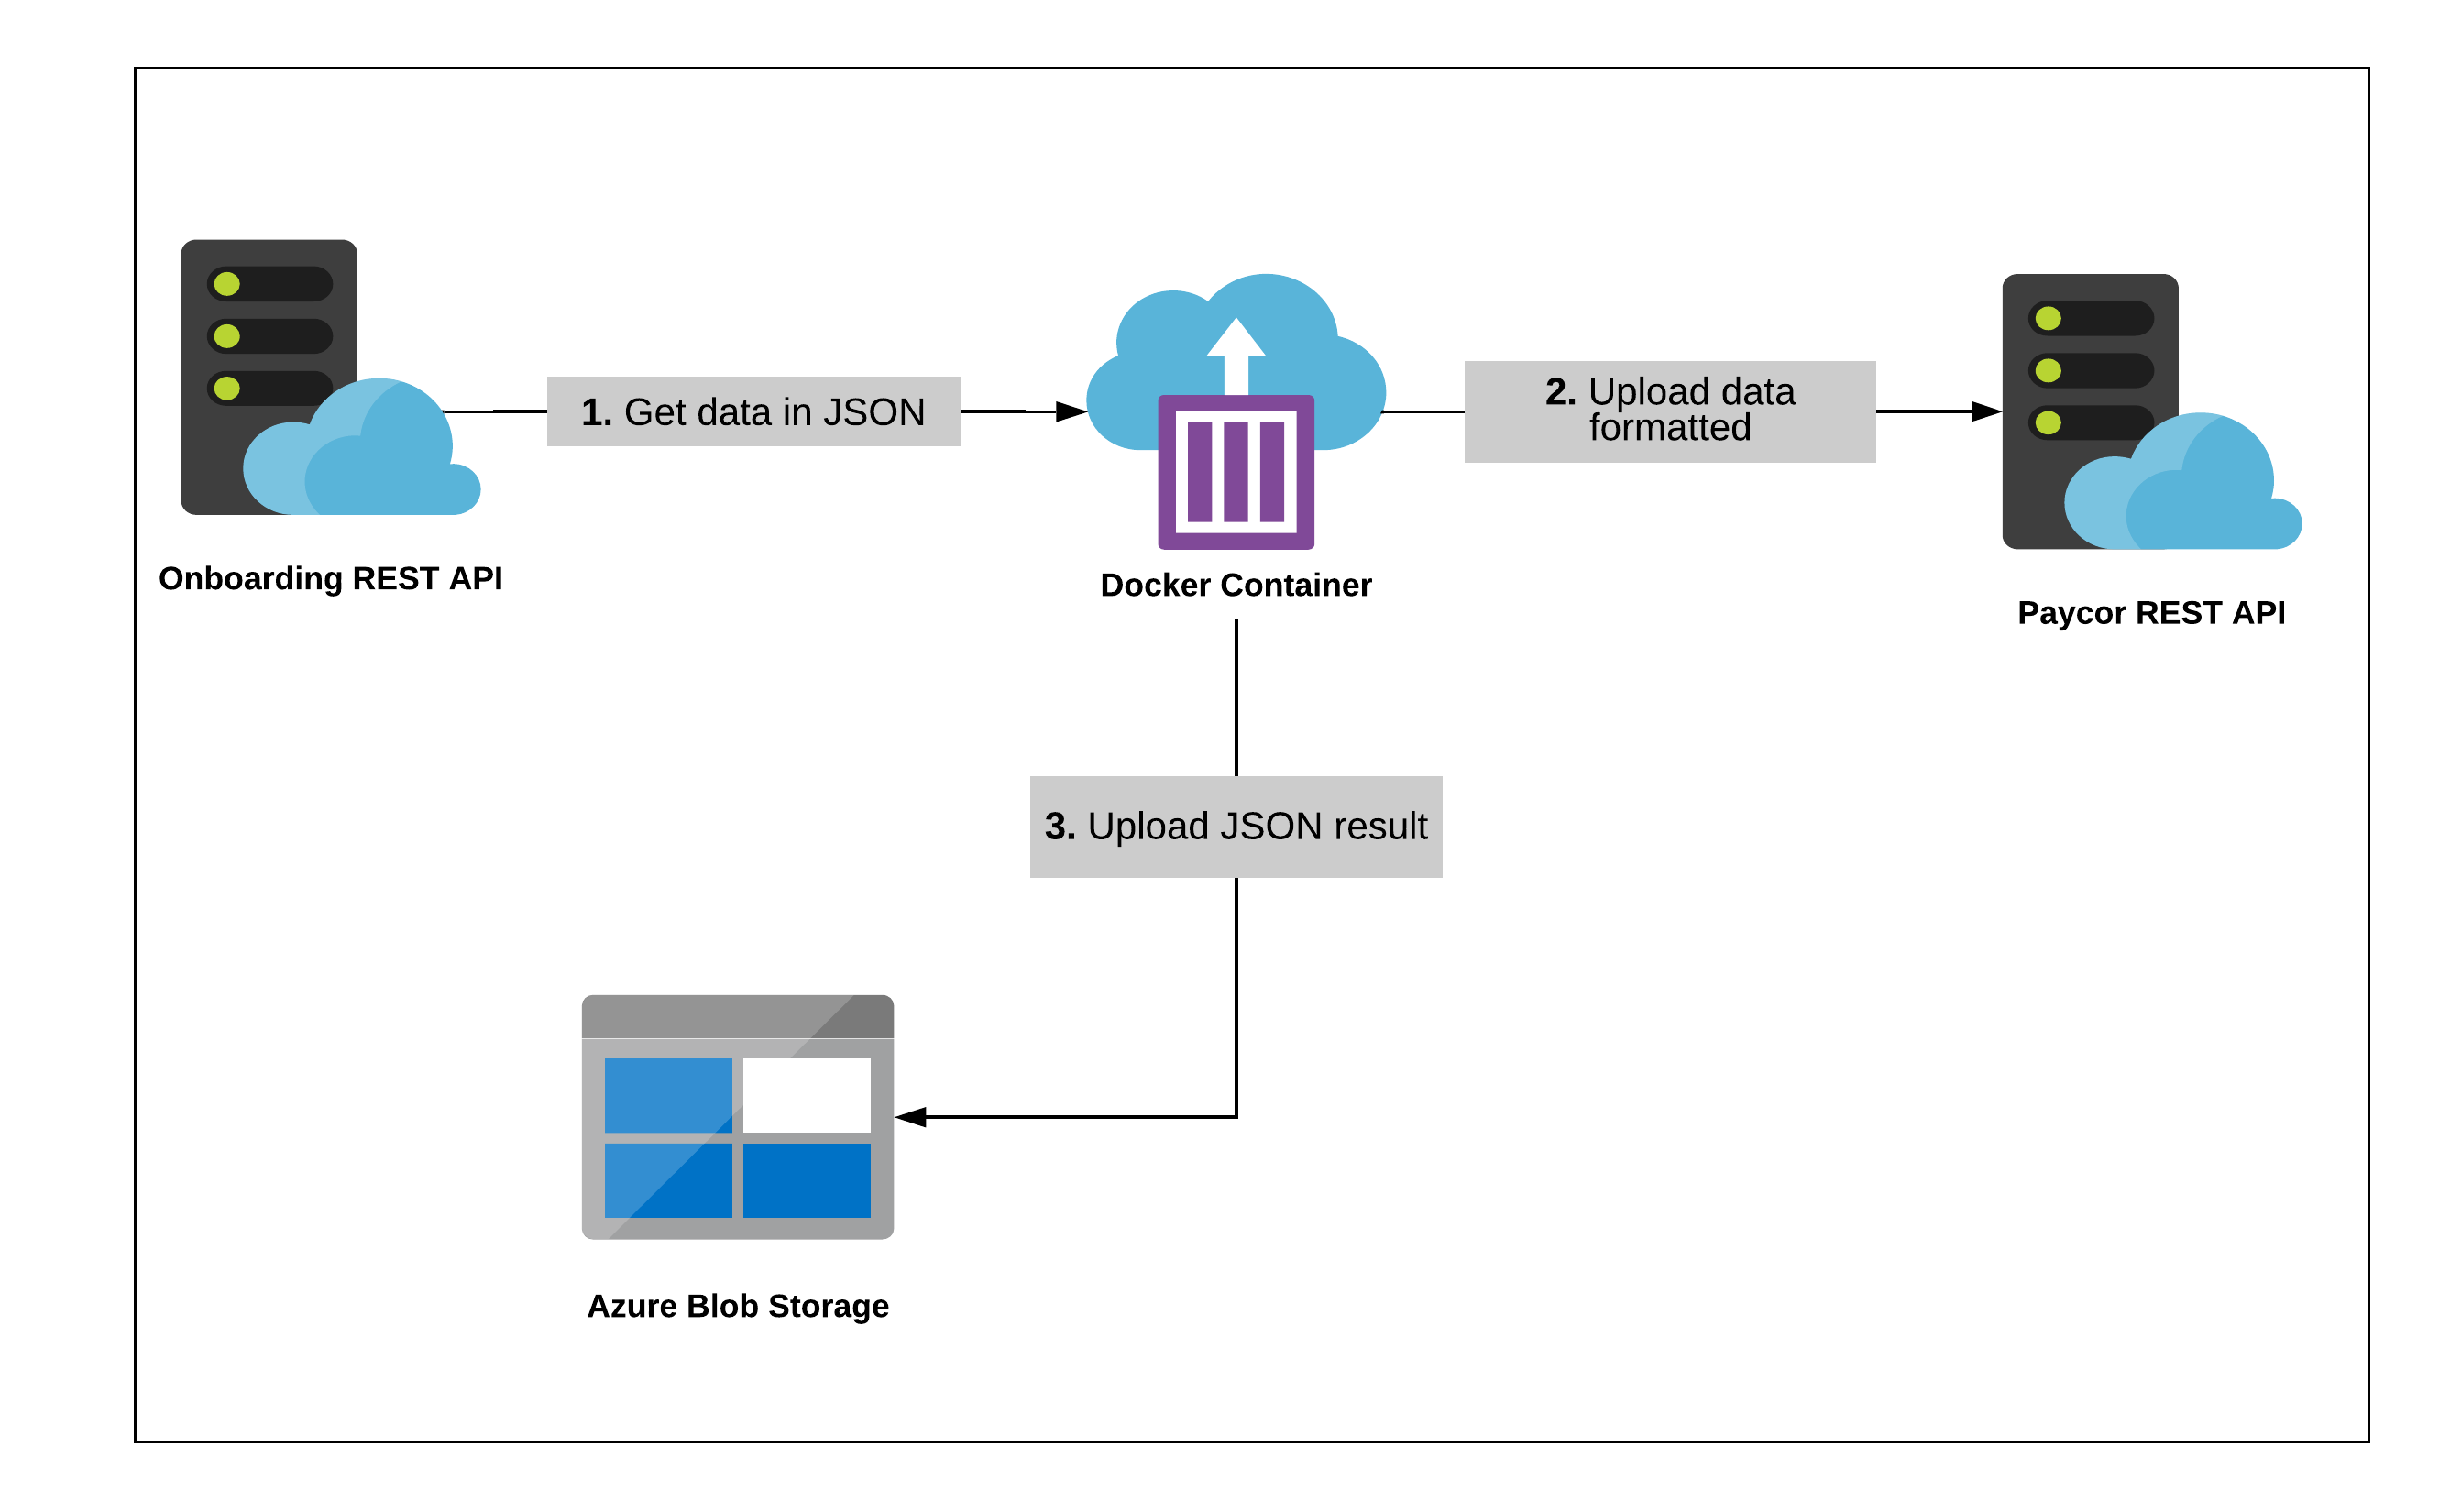 1. Get data in JSON
2. Upload data
formatted
Onboarding REST API
Docker Container
Paycor REST API
3. Upload JSON result
Azure Blob Storage